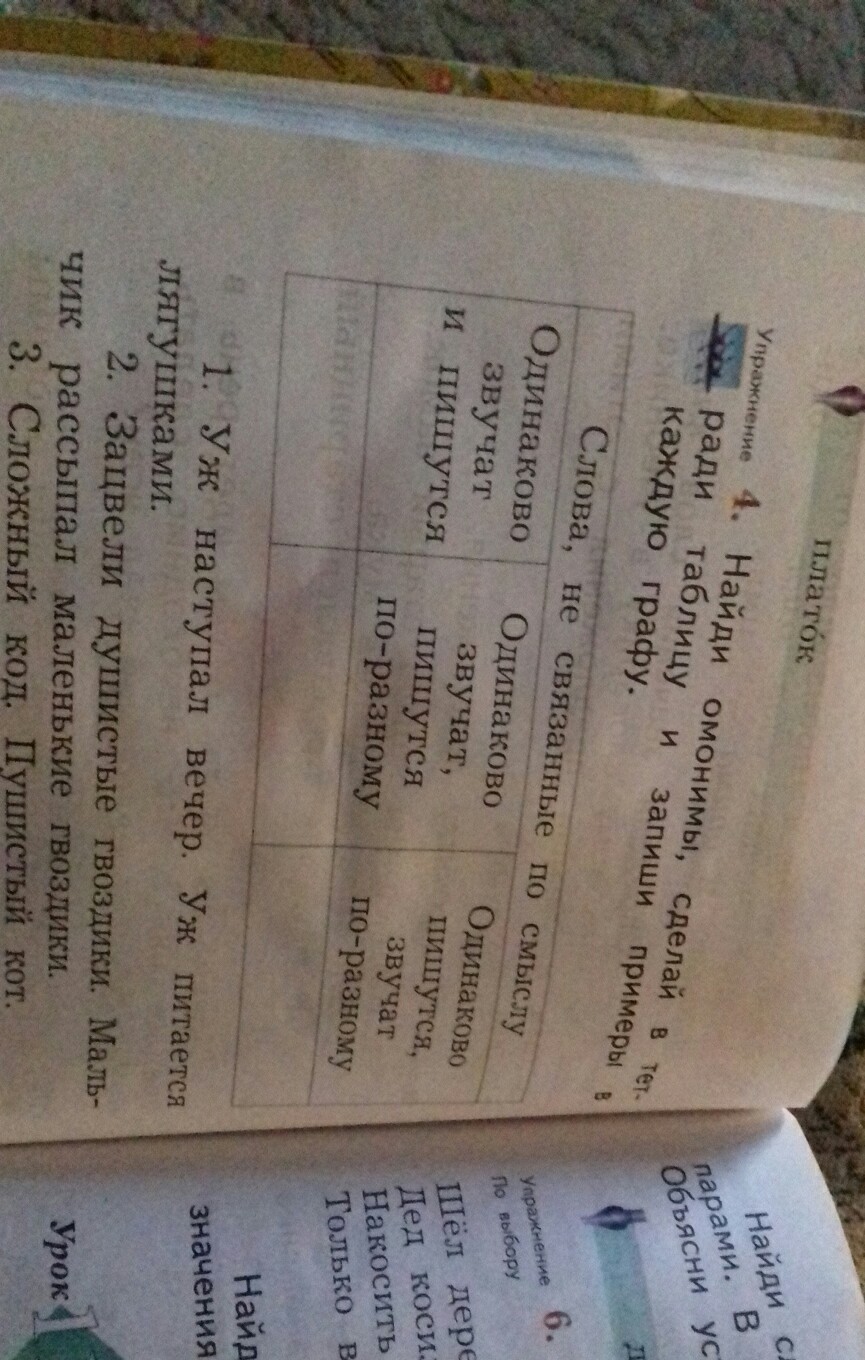 платóк
Упражнение 4. Найди омонимы, сделай в тет-
ради таблицу и запиши примеры в
каждую графу.
Слова, не связанные по смыслу
Одинаково
звучат
и пишутся
Одинаково
звучат,
пишутся
по-разному
Одинаково
пишутся,
звучат
по-разному
1. Уж наступал вечер. Уж питается
лягушками.
2. Зацвели душистые гвоздики. Маль-
чик рассыпал маленькие гвоздики.
3. Сложный код. Пушистый кот.
Найди
парами. В
Объясни
Упражнение 6.
По выбору
Шёл
Дед
Накосить
Только
значения
Урок